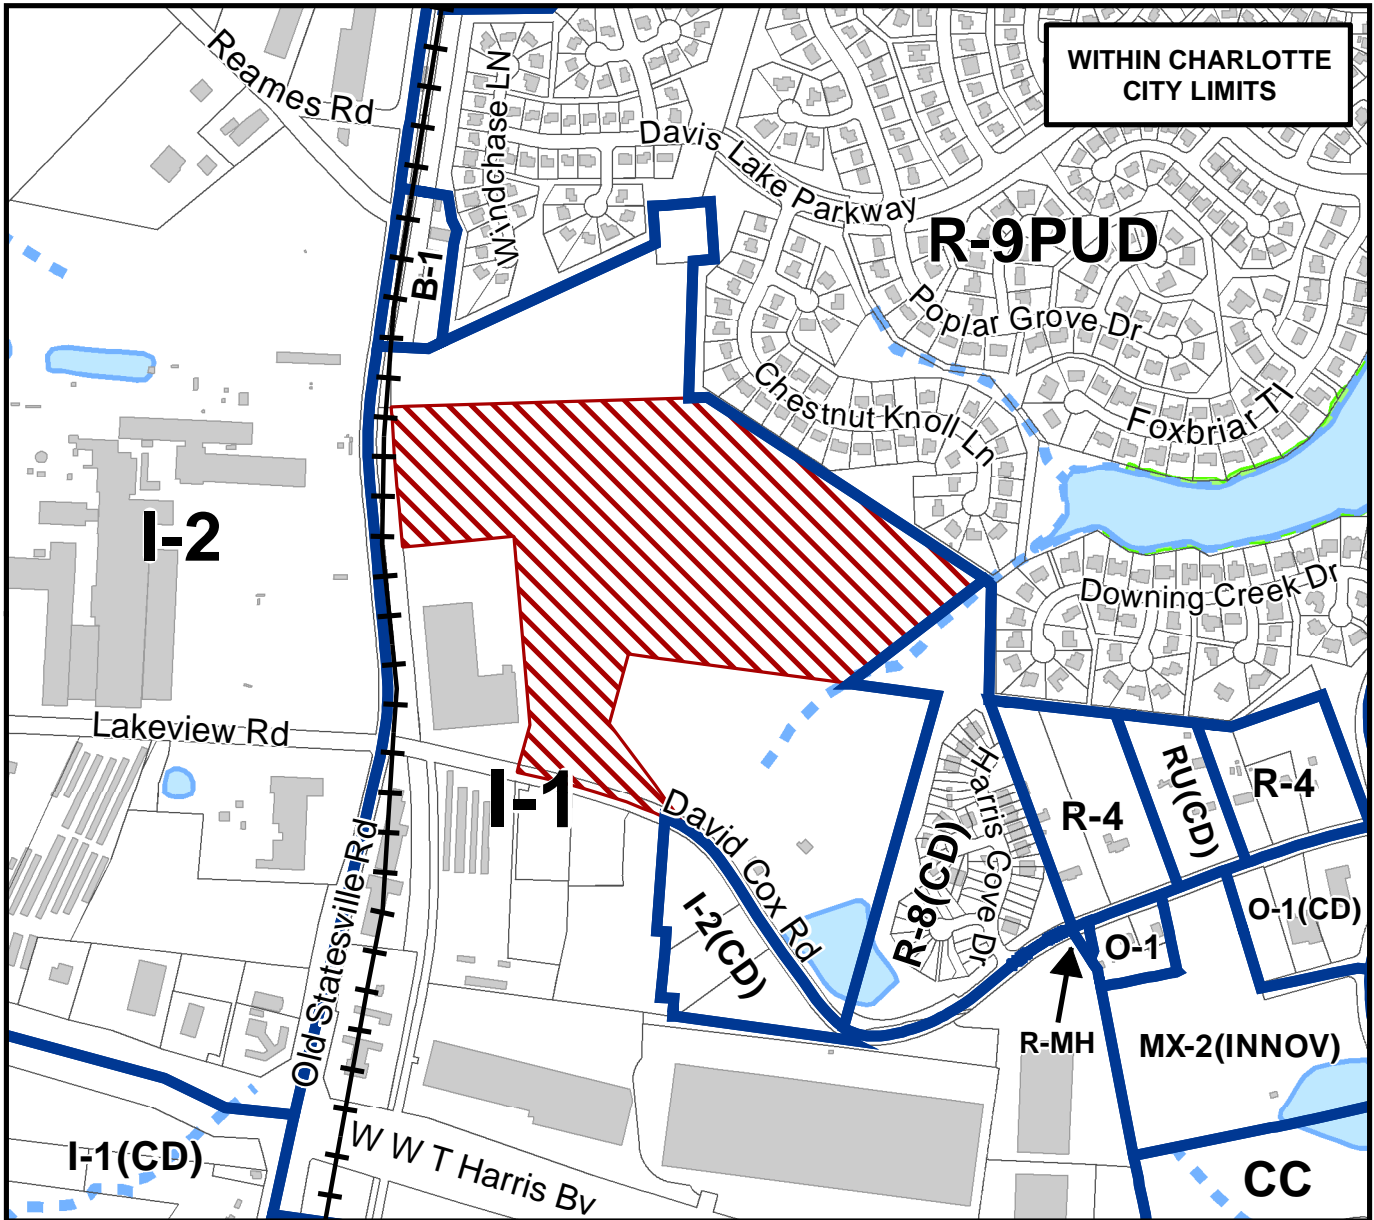 WITHIN CHARLOTTE
CITY LIMITS
Reames Rd
Windchase LN
Davis Lake Parkway
R-9PUD
B-1
Poplar Grove Dr
Chestnut Knoll Ln
Foxbriar Tl
I-2
Downing Creek Dr
Lakeview Rd
I-1
David Cox Rd
Harris Cove Dr
R-4
RU(CD)
R-4
R-8(CD)
I-2(CD)
O-1(CD)
O-1
Old Statesville Rd
R-MH
MX-2(INNOV)
I-1(CD)
W W T Harris Bv
CC